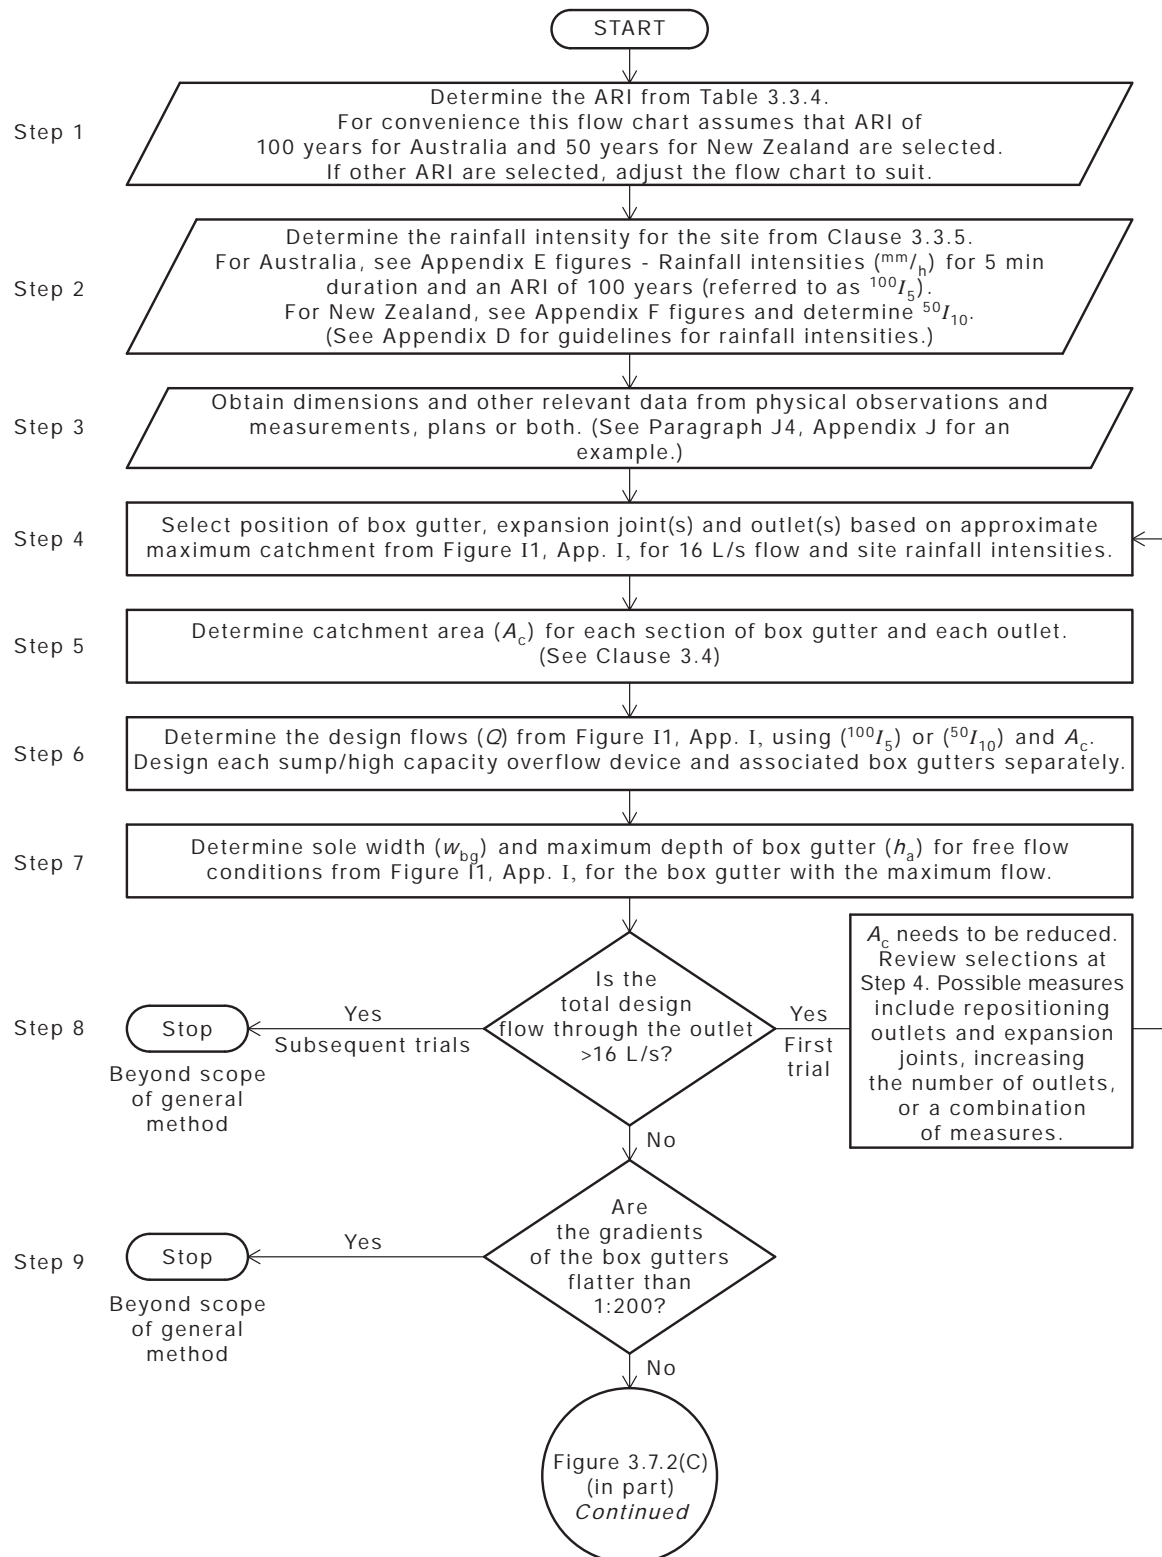 START
Step 1
Determine the ARI from Table 3.3.4.
For convenience this flow chart assumes that ARI of
100 years for Australia and 50 years for New Zealand are selected.
If other ARI are selected, adjust the flow chart to suit.
Step 2
Determine the rainfall intensity for the site from Clause 3.3.5.
For Australia, see Appendix E figures - Rainfall intensities (mm/h) for 5 min
duration and an ARI of 100 years (referred to as 100I5).
For New Zealand, see Appendix F figures and determine 50I10.
(See Appendix D for guidelines for rainfall intensities.)
Step 3
Obtain dimensions and other relevant data from physical observations and
measurements, plans or both. (See Paragraph J4, Appendix J for an
example.)
Step 4
Select position of box gutter, expansion joint(s) and outlet(s) based on approximate
maximum catchment from Figure I1, App. I, for 16 L/s flow and site rainfall intensities.
Step 5
Determine catchment area (Ac) for each section of box gutter and each outlet.
(See Clause 3.4)
Step 6
Determine the design flows (Q) from Figure I1, App. I, using (100I5) or (50I10) and Ac.
Design each sump/high capacity overflow device and associated box gutters separately.
Step 7
Determine sole width (wbg) and maximum depth of box gutter (ha) for free flow
conditions from Figure I1, App. I, for the box gutter with the maximum flow.
Step 8
Stop
Beyond scope
of general
method
Yes
Subsequent trials
Is the
total design
flow through the outlet
>16 L/s?
Yes
First
trial
Ac needs to be reduced.
Review selections at
Step 4. Possible measures
include repositioning
outlets and expansion
joints, increasing
the number of outlets,
or a combination
of measures.
No
Step 9
Stop
Beyond scope
of general
method
Yes
Are
the gradients
of the box gutters
flatter than
1:200?
No
Figure 3.7.2(C)
(in part)
Continued